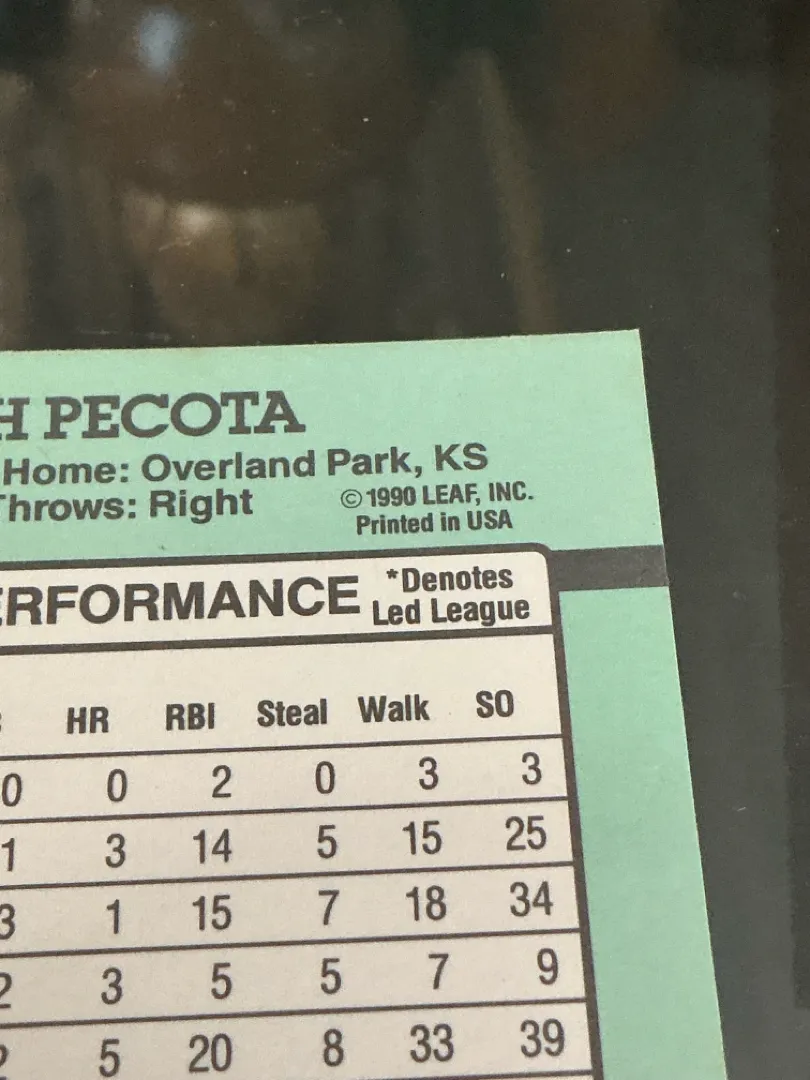 H PECOTA
Home: Overland Park, KS
Throws: Right
© 1990 LEAF, INC.
Printed in USA
ERFORMANCE
*Denotes
Led League
HR RBI Steal Walk SO
0 0 2 0 3 3
1 3 14 5 15 25
3 1 15 7 18 34
2 3 5 5 7 9
2 5 20 8 33 39